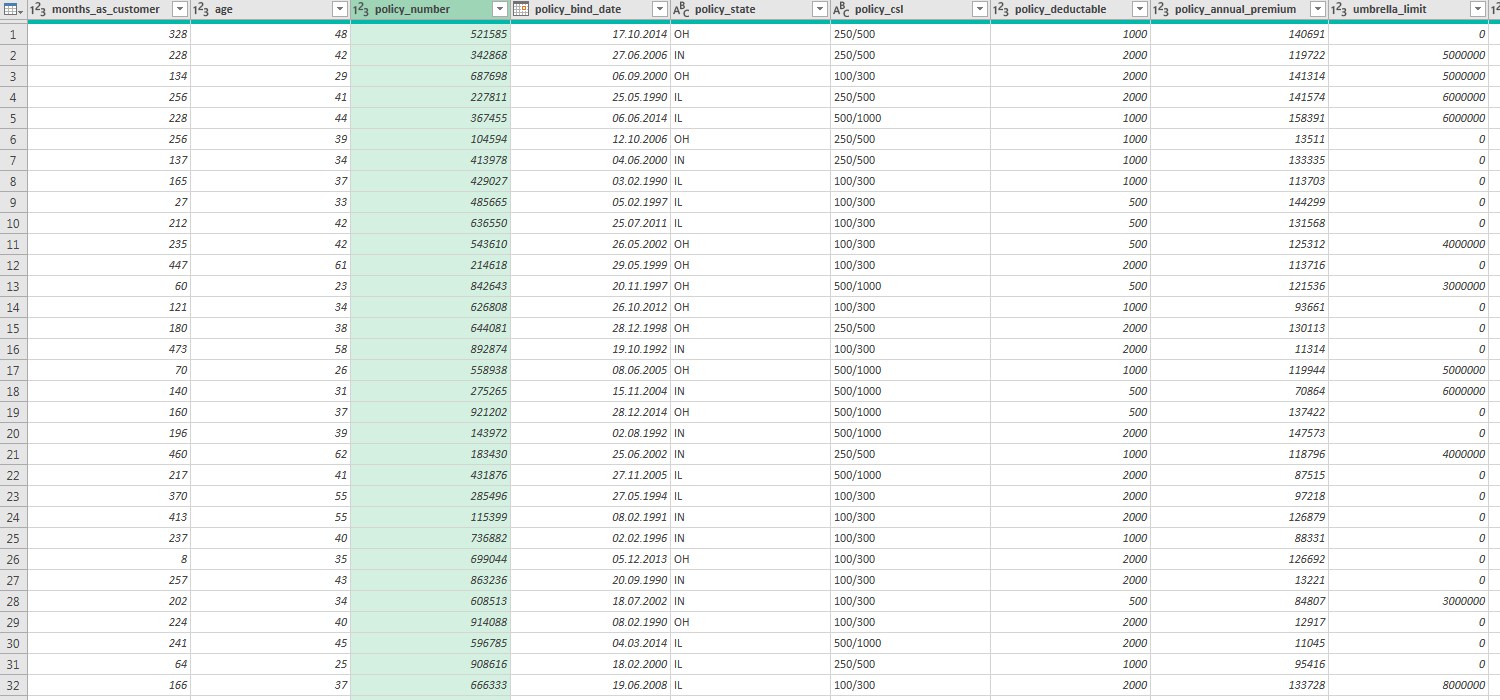 1²3 months_as_customer 1²3 age 1²3 policy_number policy_bind_date ABC policy_state ABC policy_csl 1²3 policy_deductable 1²3 policy_annual_premium 1²3 umbrella_limit 12
1 328 48 521585 17.10.2014 OH 250/500 1000 140691 0
2 228 42 342868 27.06.2006 IN 250/500 2000 119722 5000000
3 134 29 687698 06.09.2000 OH 100/300 2000 141314 5000000
4 256 41 227811 25.05.1990 IL 250/500 2000 141574 6000000
5 228 44 367455 06.06.2014 IL 500/1000 1000 158391 6000000
6 256 39 104594 12.10.2006 OH 250/500 1000 13511 0
7 137 34 413978 04.06.2000 IN 250/500 1000 133335 0
8 165 37 429027 03.02.1990 IL 100/300 1000 113703 0
9 27 33 485665 05.02.1997 IL 100/300 500 144299 0
10 212 42 636550 25.07.2011 IL 100/300 500 131568 0
11 235 42 543610 26.05.2002 OH 100/300 500 125312 4000000
12 447 61 214618 29.05.1999 OH 100/300 2000 113716 0
13 60 23 842643 20.11.1997 OH 500/1000 500 121536 3000000
14 121 34 626808 26.10.2012 OH 100/300 1000 93661 0
15 180 38 644081 28.12.1998 OH 250/500 2000 130113 0
16 473 58 892874 19.10.1992 IN 100/300 2000 11314 0
17 70 26 558938 08.06.2005 OH 500/1000 1000 119944 5000000
18 140 31 275265 15.11.2004 IN 500/1000 500 70864 6000000
19 160 37 921202 28.12.2014 OH 500/1000 500 137422 0
20 196 39 143972 02.08.1992 IN 500/1000 2000 147573 0
21 460 62 183430 25.06.2002 IN 250/500 1000 118796 4000000
22 217 41 431876 27.11.2005 IL 500/1000 2000 87515 0
23 370 55 285496 27.05.1994 IL 100/300 2000 97218 0
24 413 55 115399 08.02.1991 IN 100/300 2000 126879 0
25 237 40 736882 02.02.1996 IN 100/300 1000 88331 0
26 8 35 699044 05.12.2013 OH 100/300 2000 126692 0
27 257 43 863236 20.09.1990 IN 100/300 2000 13221 0
28 202 34 608513 18.07.2002 IN 100/300 500 84807 3000000
29 224 40 914088 08.02.1990 OH 100/300 2000 12917 0
30 241 45 596785 04.03.2014 IL 500/1000 2000 11045 0
31 64 25 908616 18.02.2000 IL 250/500 1000 95416 0
32 166 37 666333 19.06.2008 IL 100/300 2000 133728 8000000